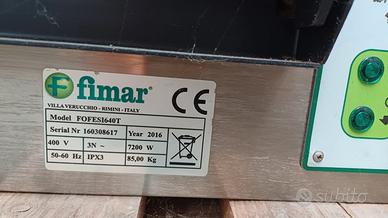 fimar®
CE
VILLA VERUCCHIO - RIMINI - ITALY
Model FOFESI640T
Serial Nr 160308617 Year 2016
400 V 3N ~ 7200 W
50-60 Hz IPX3 85,00 Kg
subito